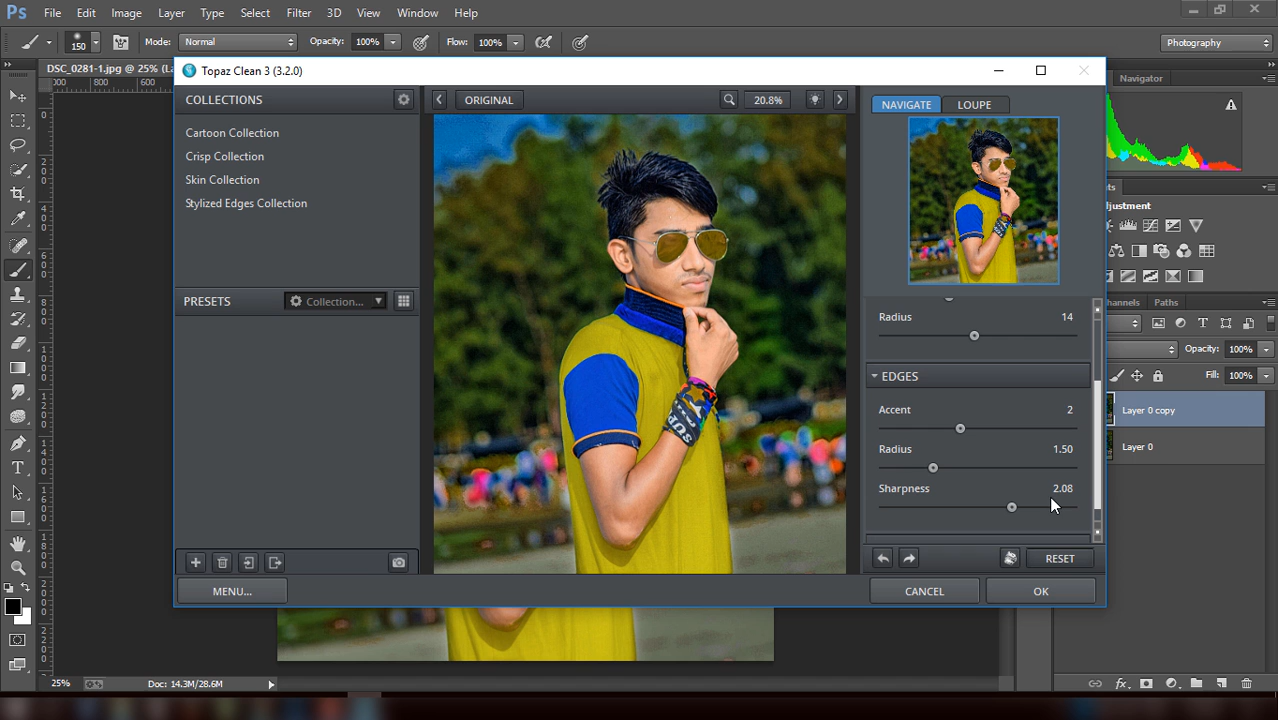 Ps File Edit Image Layer Type Select Filter 3D View Window Help
150 Mode: Normal Opacity: 100% Flow: 100% Photography
DSC_0281-1.jpg @ 25%
Topaz Clean 3 (3.2.0)
Navigator
COLLECTIONS
ORIGINAL
20.8%
NAVIGATE LOUPE
Cartoon Collection
Crisp Collection
Skin Collection
Stylized Edges Collection
PRESETS Collection...
Radius 14
EDGES
Accent 2
Radius 1.50
Sharpness 2.08
RESET
MENU...
CANCEL OK
SUP
djustment
hannels Paths
Opacity: 100%
Fill: 100%
Layer 0 copy
Layer 0
25% Doc: 14.3M/28.6M